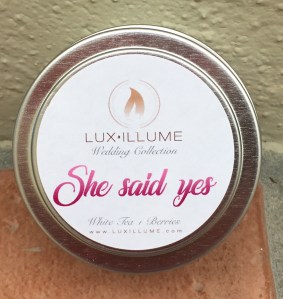 LUX•ILLUME
Wedding Collection
She said yes
White Tea & Berries
www.LUXILLUME.com